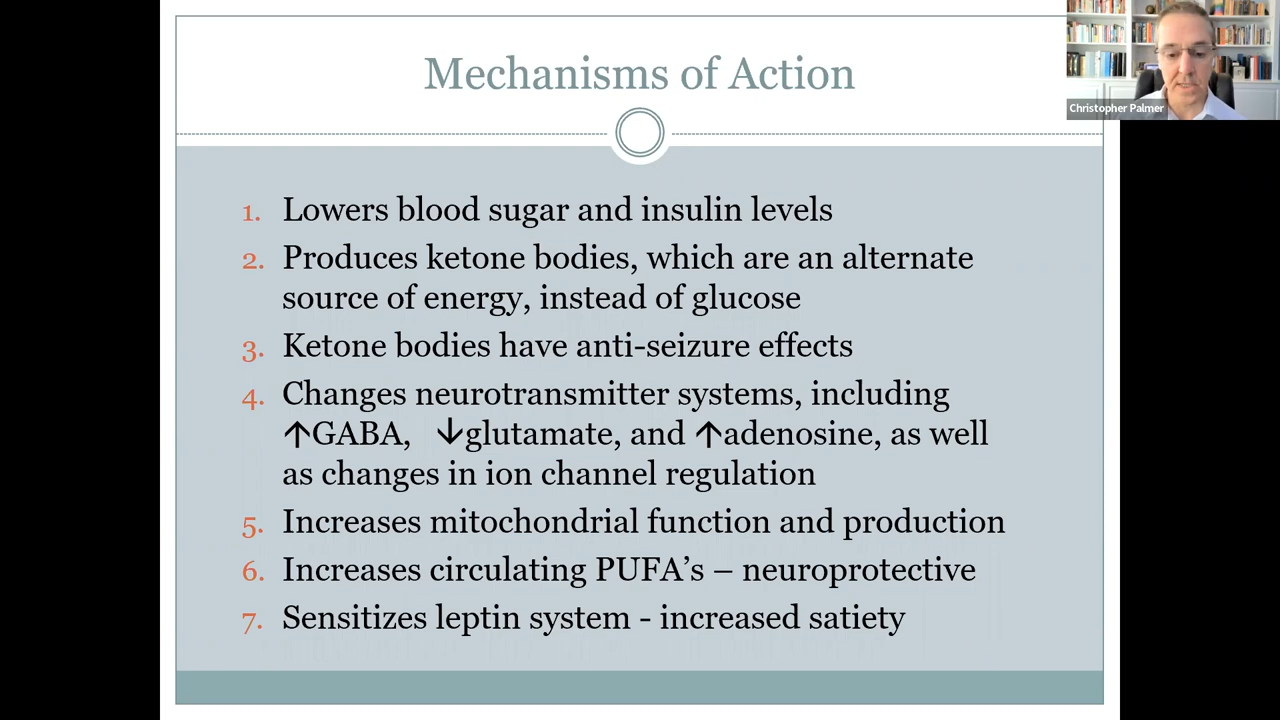 Mechanisms of Action
Christopher Palmer
1. Lowers blood sugar and insulin levels
2. Produces ketone bodies, which are an alternate
source of energy, instead of glucose
3. Ketone bodies have anti-seizure effects
4. Changes neurotransmitter systems, including
↑GABA, ↓glutamate, and ↑adenosine, as well
as changes in ion channel regulation
5. Increases mitochondrial function and production
6. Increases circulating PUFA’s – neuroprotective
7. Sensitizes leptin system - increased satiety